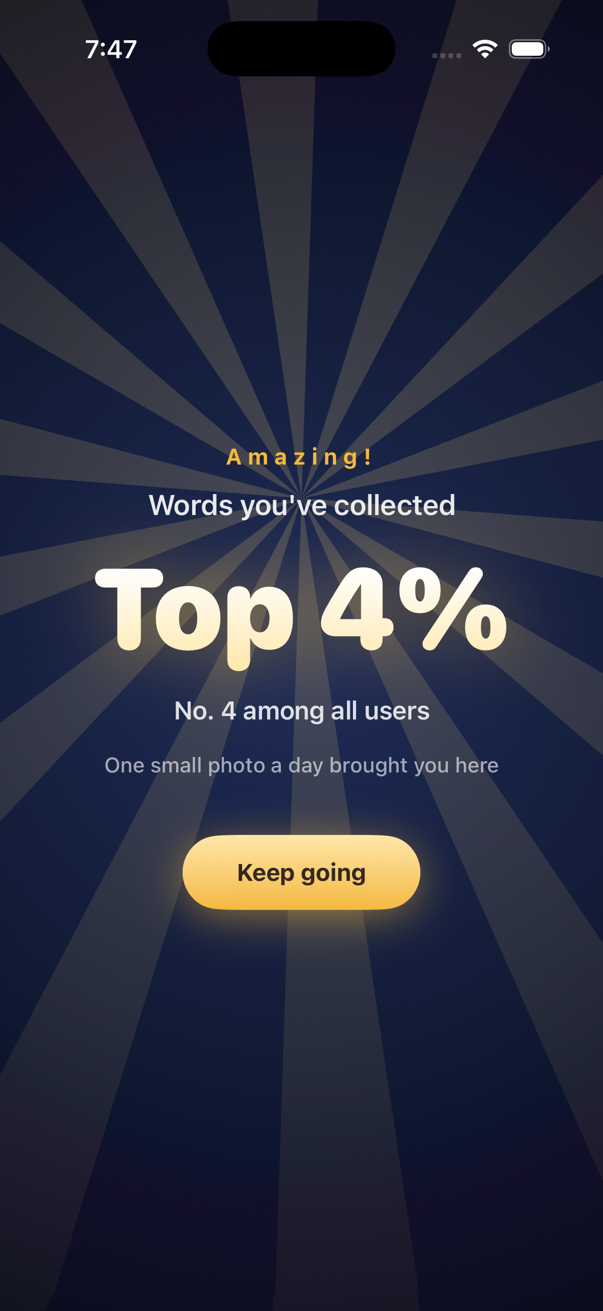 7:47
Amazing!
Words you've collected
Top 4%
No. 4 among all users
One small photo a day brought you here
Keep going